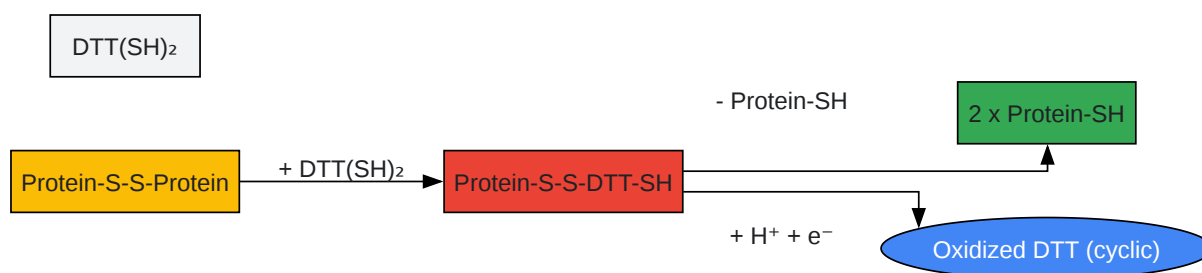 DTT(SH)₂
- Protein-SH
2 x Protein-SH
Protein-S-S-Protein
+ DTT(SH)₂
Protein-S-S-DTT-SH
+ H⁺ + e⁻
Oxidized DTT (cyclic)